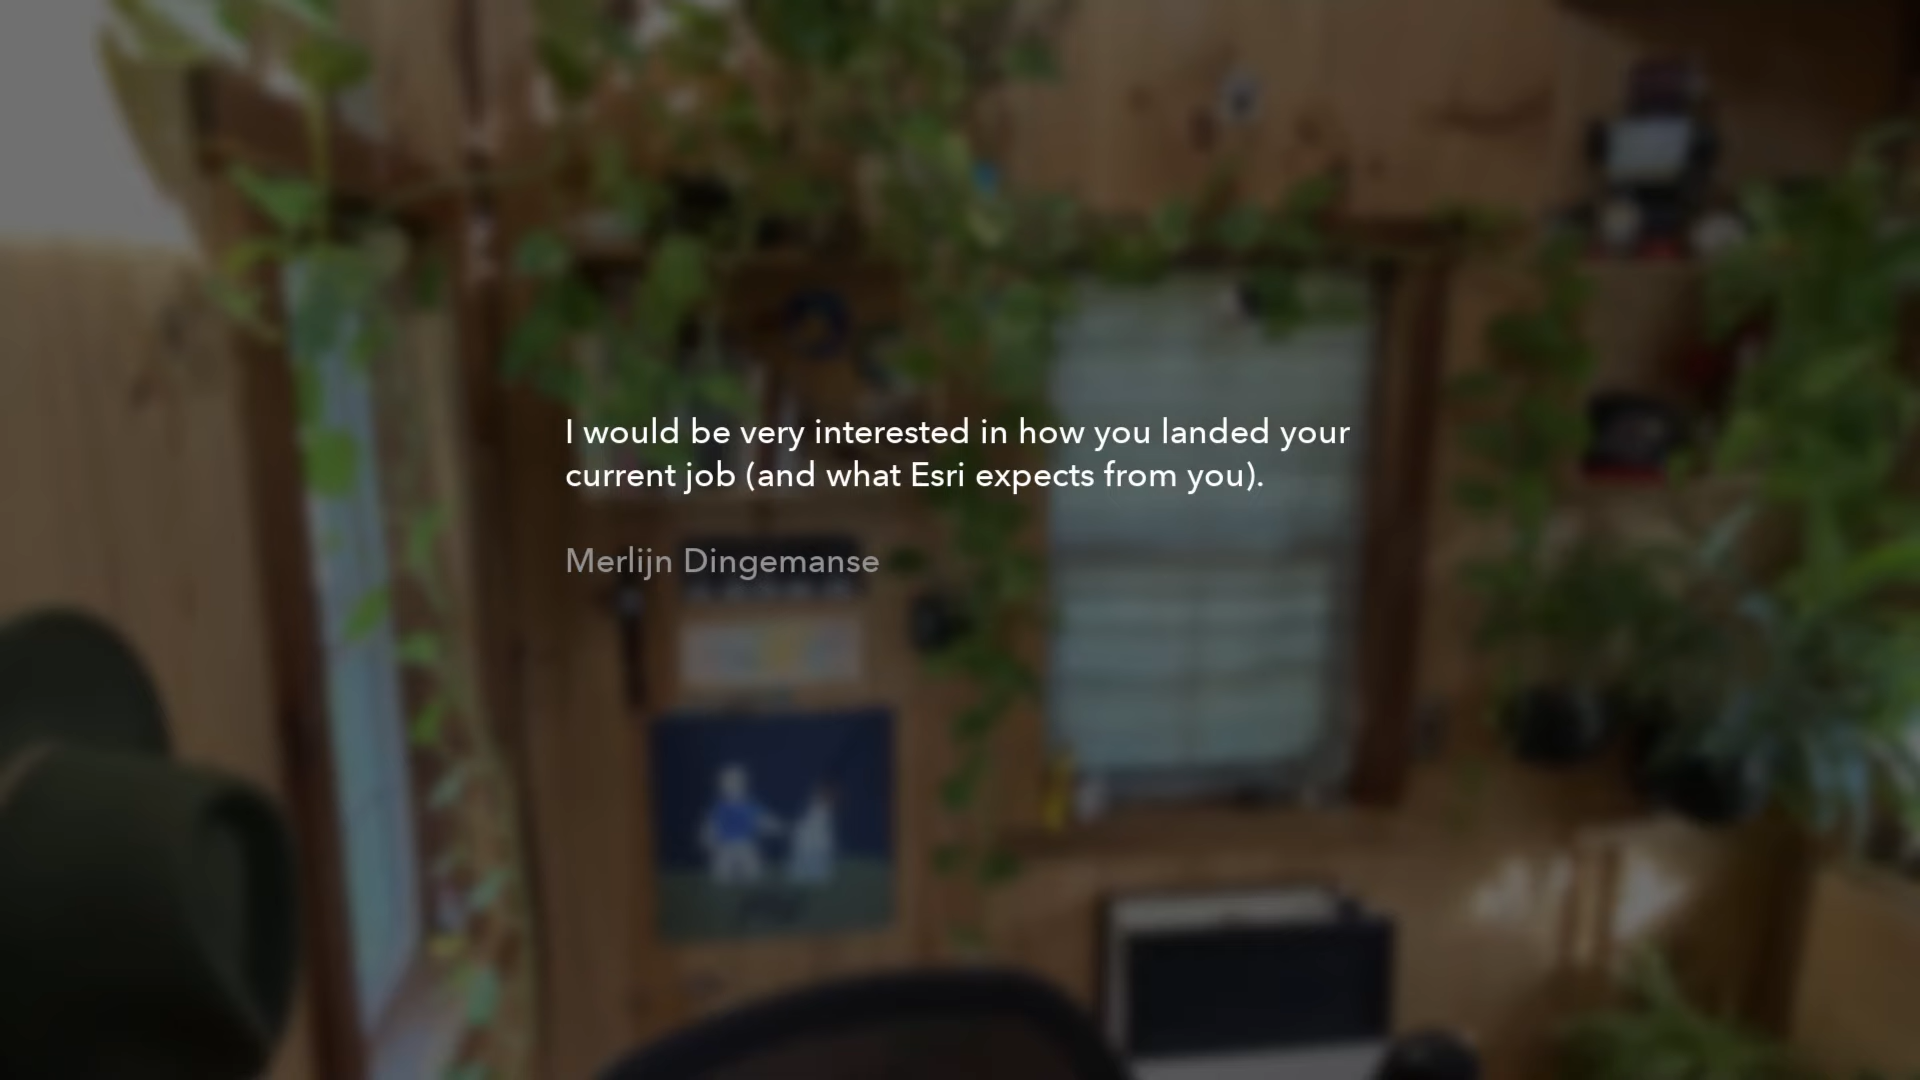 I would be very interested in how you landed your
current job (and what Esri expects from you).
Merlijn Dingemanse